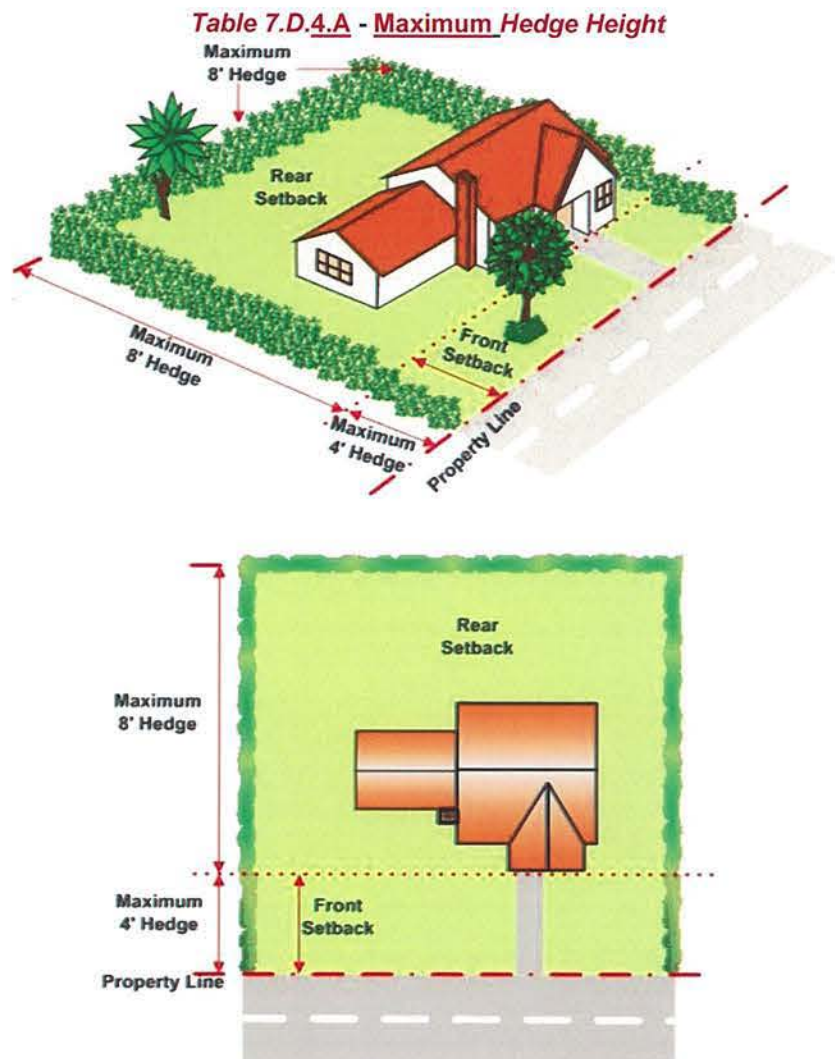 Table 7.D.4.A - Maximum Hedge Height
Maximum
8' Hedge
Rear
Setback
Maximum
8' Hedge
Front
Setback
Maximum
4' Hedge
Property Line
Rear
Setback
Maximum
8' Hedge
Maximum
4' Hedge
Front
Setback
Property Line